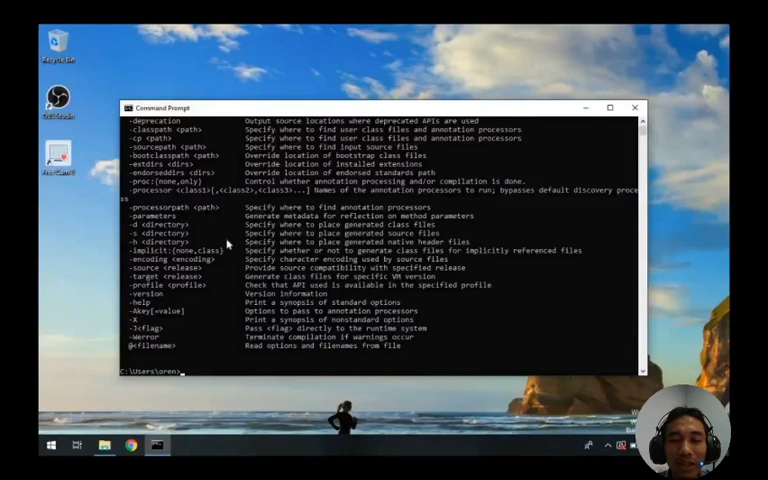 Recycle Bin
OBS Studio
Command Prompt
-deprecation Output source locations where deprecated APIs are used
-classpath <path> Specify where to find user class files and annotation processors
-cp <path> Specify where to find user class files and annotation processors
-sourcepath <path> Specify where to find input source files
-bootclasspath <path> Override location of bootstrap class files
-extdirs <dirs> Override location of installed extensions
-endorseddirs <dirs> Override location of endorsed standards path
-proc:{none,only} Control whether annotation processing and/or compilation is done.
-processor <class1>[,<class2>,<class3>...] Names of the annotation processors to run; bypasses default discovery proce
ss
-processorpath <path> Specify where to find annotation processors
-parameters Generate metadata for reflection on method parameters
-d <directory> Specify where to place generated class files
-s <directory> Specify where to place generated source files
-h <directory> Specify where to place generated native header files
-implicit:{none,class} Specify whether or not to generate class files for implicitly referenced files
-encoding <encoding> Specify character encoding used by source files
-source <release> Provide source compatibility with specified release
-target <release> Generate class files for specific VM version
-profile <profile> Check that API used is available in the specified profile
-version Version information
-help Print a synopsis of standard options
-Akey[=value] Options to pass to annotation processors
-X Print a synopsis of nonstandard options
-J<flag> Pass <flag> directly to the runtime system
-Werror Terminate compilation if warnings occur
@<filename> Read options and filenames from file
C:\Users\oren>_